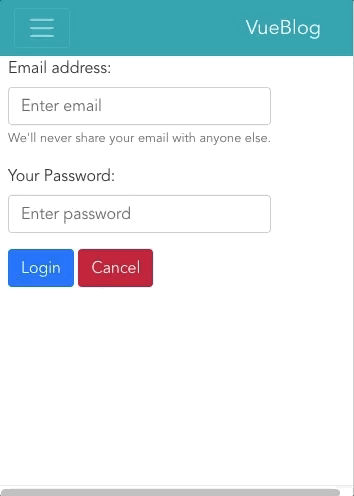 VueBlog
Email address:
Enter email
We'll never share your email with anyone else.
Your Password:
Enter password
Login Cancel